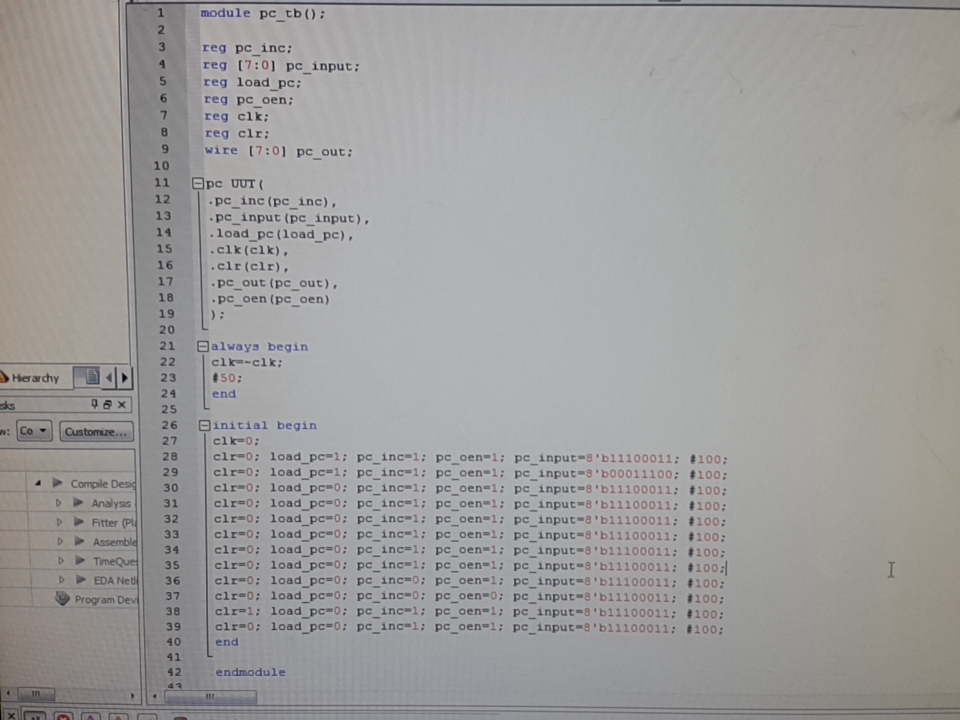 Hierarchy
sks
w: Co Customize...
Compile Desig
Analysis
Fitter (Pl
Assemble
TimeQues
EDA Netl
Program Devi
1 module pc_tb();
2
3 reg pc_inc;
4 reg [7:0] pc_input;
5 reg load_pc;
6 reg pc_oen;
7 reg clk;
8 reg clr;
9 wire [7:0] pc_out;
10
11 pc UUT(
12 .pc_inc(pc_inc),
13 .pc_input(pc_input),
14 .load_pc(load_pc),
15 .clk(clk),
16 .clr(clr),
17 .pc_out(pc_out),
18 .pc_oen(pc_oen)
19 );
20
21 always begin
22 clk=~clk;
23 #50;
24 end
25
26 initial begin
27 clk=0;
28 clr=0; load_pc=1; pc_inc=1; pc_oen=1; pc_input=8'b11100011; #100;
29 clr=0; load_pc=1; pc_inc=1; pc_oen=1; pc_input=8'b00011100; #100;
30 clr=0; load_pc=0; pc_inc=1; pc_oen=1; pc_input=8'b11100011; #100;
31 clr=0; load_pc=0; pc_inc=1; pc_oen=1; pc_input=8'b11100011; #100;
32 clr=0; load_pc=0; pc_inc=1; pc_oen=1; pc_input=8'b11100011; #100;
33 clr=0; load_pc=0; pc_inc=1; pc_oen=1; pc_input=8'b11100011; #100;
34 clr=0; load_pc=0; pc_inc=1; pc_oen=1; pc_input=8'b11100011; #100;
35 clr=0; load_pc=0; pc_inc=1; pc_oen=1; pc_input=8'b11100011; #100;
36 clr=0; load_pc=0; pc_inc=0; pc_oen=1; pc_input=8'b11100011; #100;
37 clr=0; load_pc=0; pc_inc=0; pc_oen=0; pc_input=8'b11100011; #100;
38 clr=1; load_pc=0; pc_inc=1; pc_oen=1; pc_input=8'b11100011; #100;
39 clr=0; load_pc=0; pc_inc=1; pc_oen=1; pc_input=8'b11100011; #100;
40 end
41
42 endmodule
43